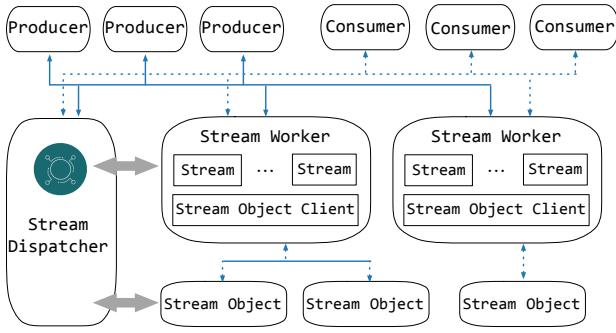 Producer Producer Producer Consumer Consumer Consumer
Stream Worker Stream Worker
Stream ... Stream Stream ... Stream
Stream Object Client Stream Object Client
Stream
Dispatcher
Stream Object Stream Object Stream Object